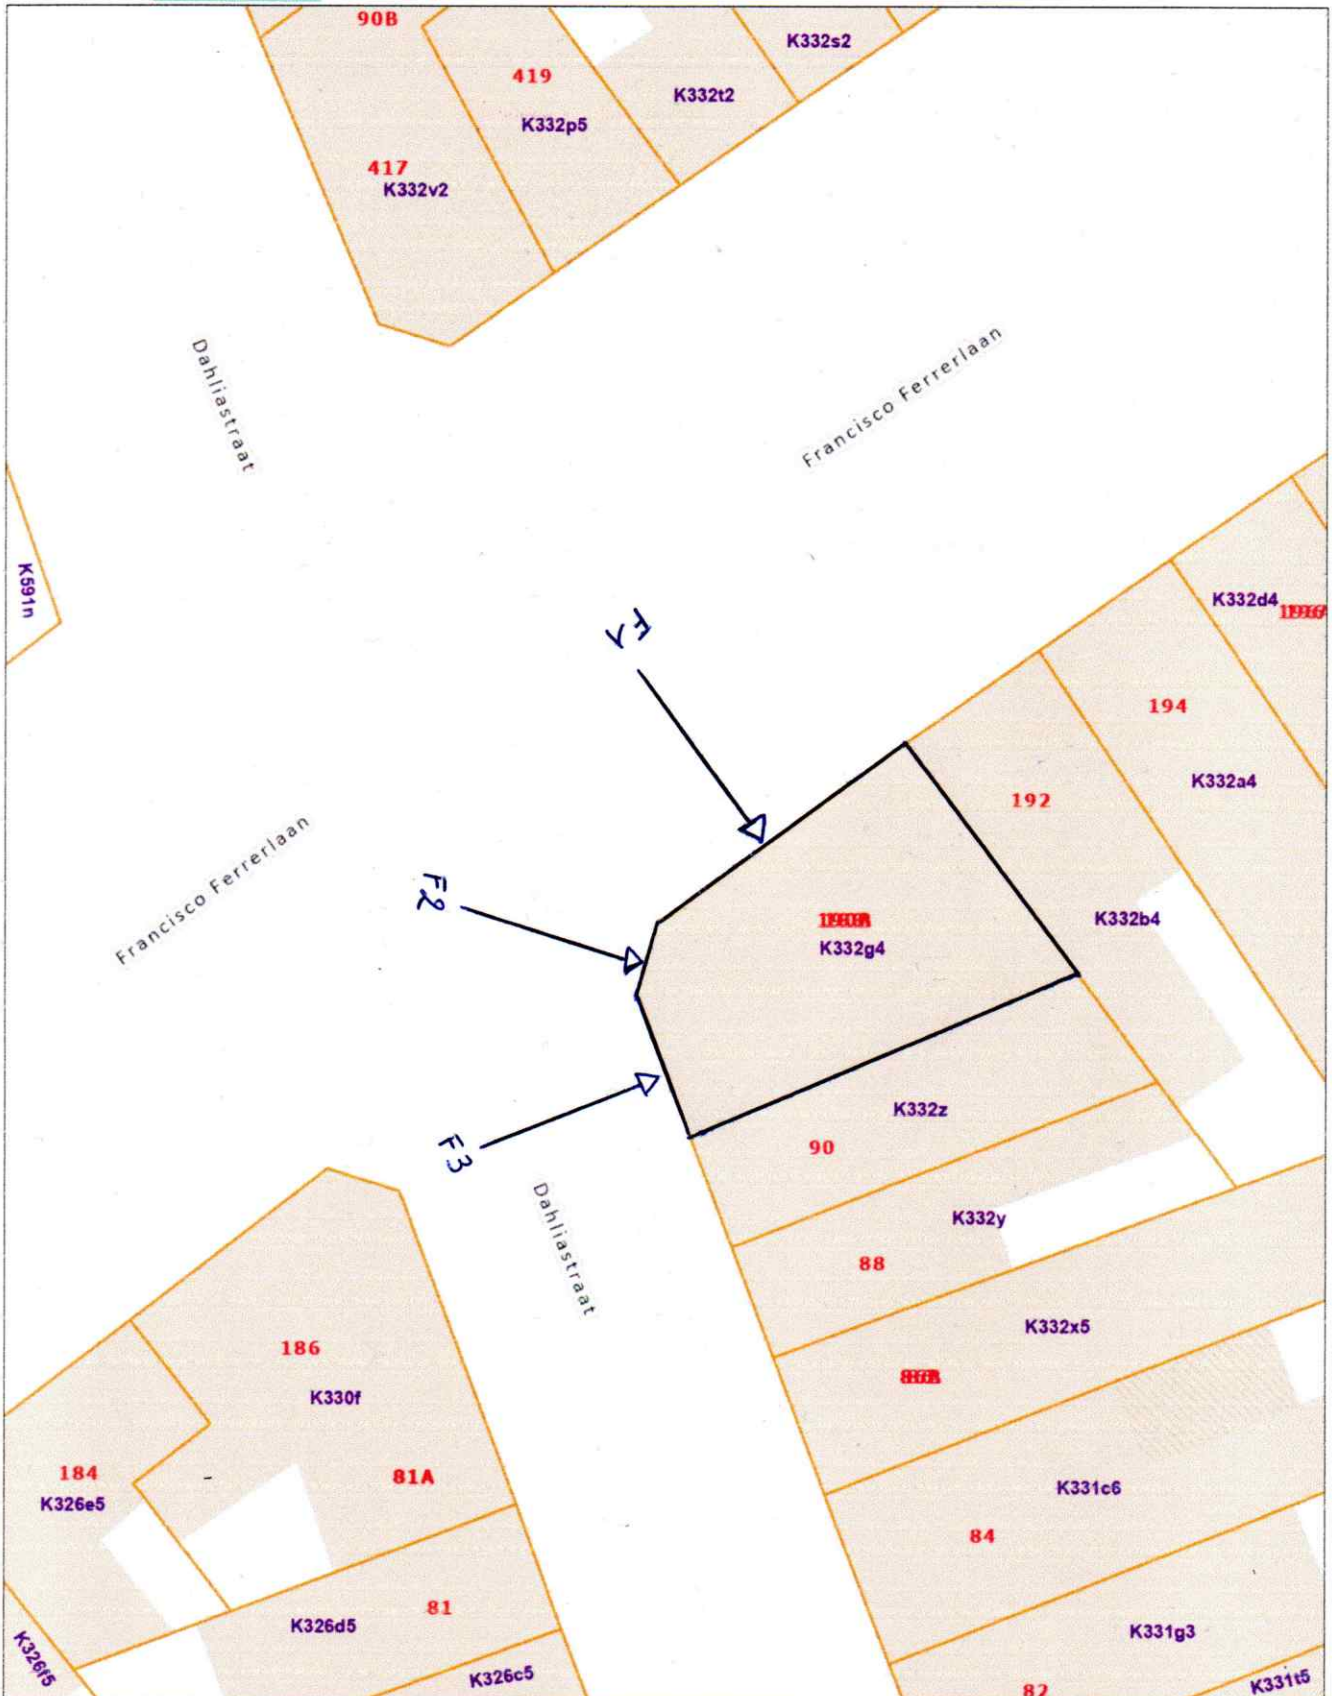 90B
K332s2
419
K332t2
K332p5
417
K332v2
Dahliastraat
Francisco Ferrerlaan
K591n
K332d4
F1
194
K332a4
192
Francisco Ferrerlaan
F2
K332b4
K332g4
K332z
90
F3
Dahliastraat
K332y
88
K332x5
186
K330f
184
81A
K326e5
K331c6
84
81
K326d5
K331g3
K326f5
K326c5
K331t5
82